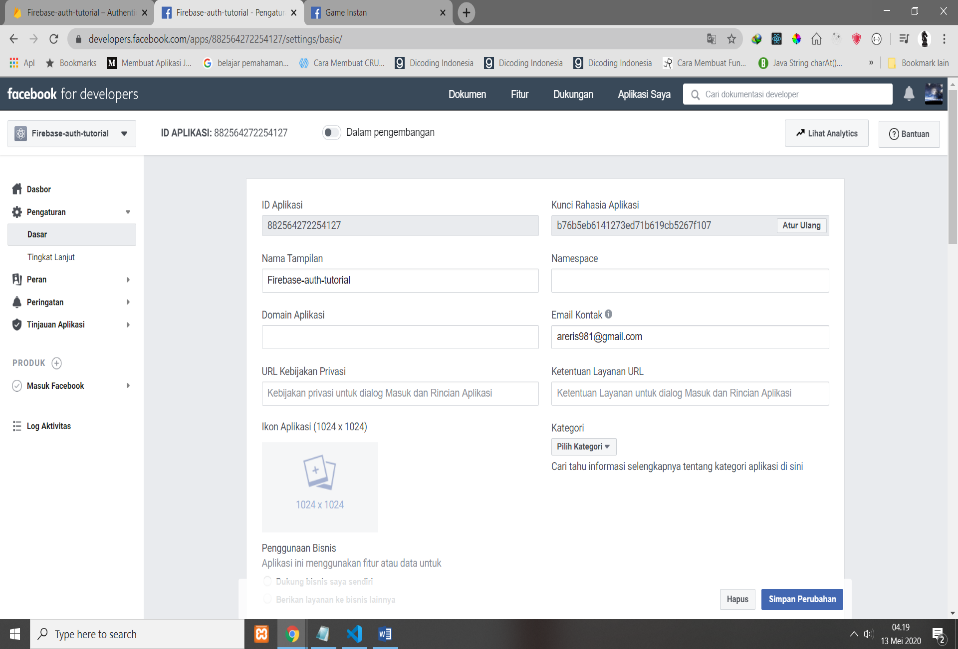 Firebase-auth-tutorial – Authenti
Firebase-auth-tutorial - Pengatur
Game Instan
developers.facebook.com/apps/882564272254127/settings/basic/
Apl
Bookmarks
Membuat Aplikasi J...
belajar pemahaman...
Cara Membuat CRU...
Dicoding Indonesia
Dicoding Indonesia
Dicoding Indonesia
Cara Membuat Fun...
Java String charAt()...
»
Bookmark lain
facebook for developers
Dokumen
Fitur
Dukungan
Aplikasi Saya
Cari dokumentasi developer
Firebase-auth-tutorial
ID APLIKASI: 882564272254127
Dalam pengembangan
Lihat Analytics
Bantuan
Dasbor
Pengaturan
Dasar
Tingkat Lanjut
Peran
Peringatan
Tinjauan Aplikasi
PRODUK
Masuk Facebook
Log Aktivitas
ID Aplikasi
882564272254127
Kunci Rahasia Aplikasi
b76b5eb6141273ed71b619cb5267f107
Atur Ulang
Nama Tampilan
Firebase-auth-tutorial
Namespace
Domain Aplikasi
Email Kontak
areris981@gmail.com
URL Kebijakan Privasi
Kebijakan privasi untuk dialog Masuk dan Rincian Aplikasi
Ketentuan Layanan URL
Ketentuan Layanan untuk dialog Masuk dan Rincian Aplikasi
Ikon Aplikasi (1024 x 1024)
1024 x 1024
Kategori
Pilih Kategori
Cari tahu informasi selengkapnya tentang kategori aplikasi di sini
Penggunaan Bisnis
Aplikasi ini menggunakan fitur atau data untuk
Dukung bisnis saya sendiri
Berikan layanan ke bisnis lainnya
Hapus
Simpan Perubahan
Type here to search
04.19
13 Mei 2020
2